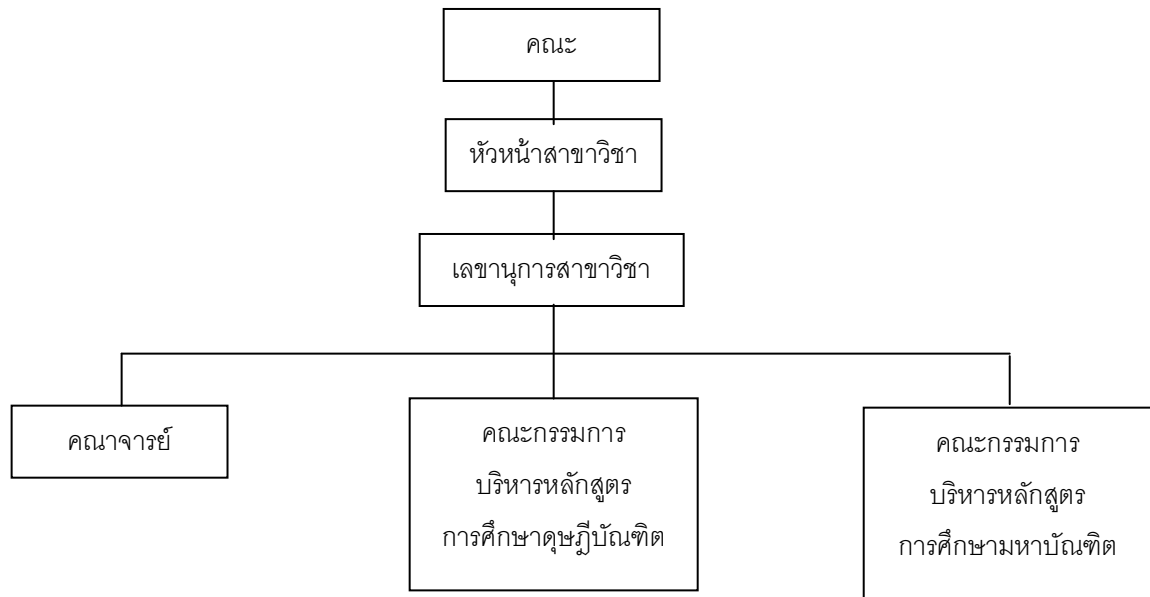 คณะ
หัวหน้าสาขาวิชา
เลขานุการสาขาวิชา
คณาจารย์
คณะกรรมการ
บริหารหลักสูตร
การศึกษาดุษฎีบัณฑิต
คณะกรรมการ
บริหารหลักสูตร
การศึกษามหาบัณฑิต